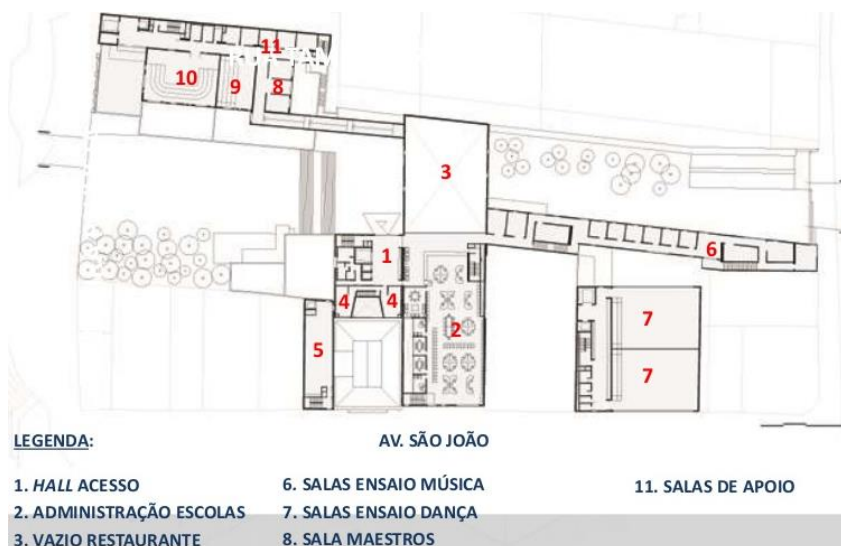 11
RUA TAM
10
9
8
3
1
6
4
4
2
7
5
7
LEGENDA:
AV. SÃO JOÃO
1. HALL ACESSO
6. SALAS ENSAIO MÚSICA
11. SALAS DE APOIO
2. ADMINISTRAÇÃO ESCOLAS
7. SALAS ENSAIO DANÇA
3. VAZIO RESTAURANTE
8. SALA MAESTROS